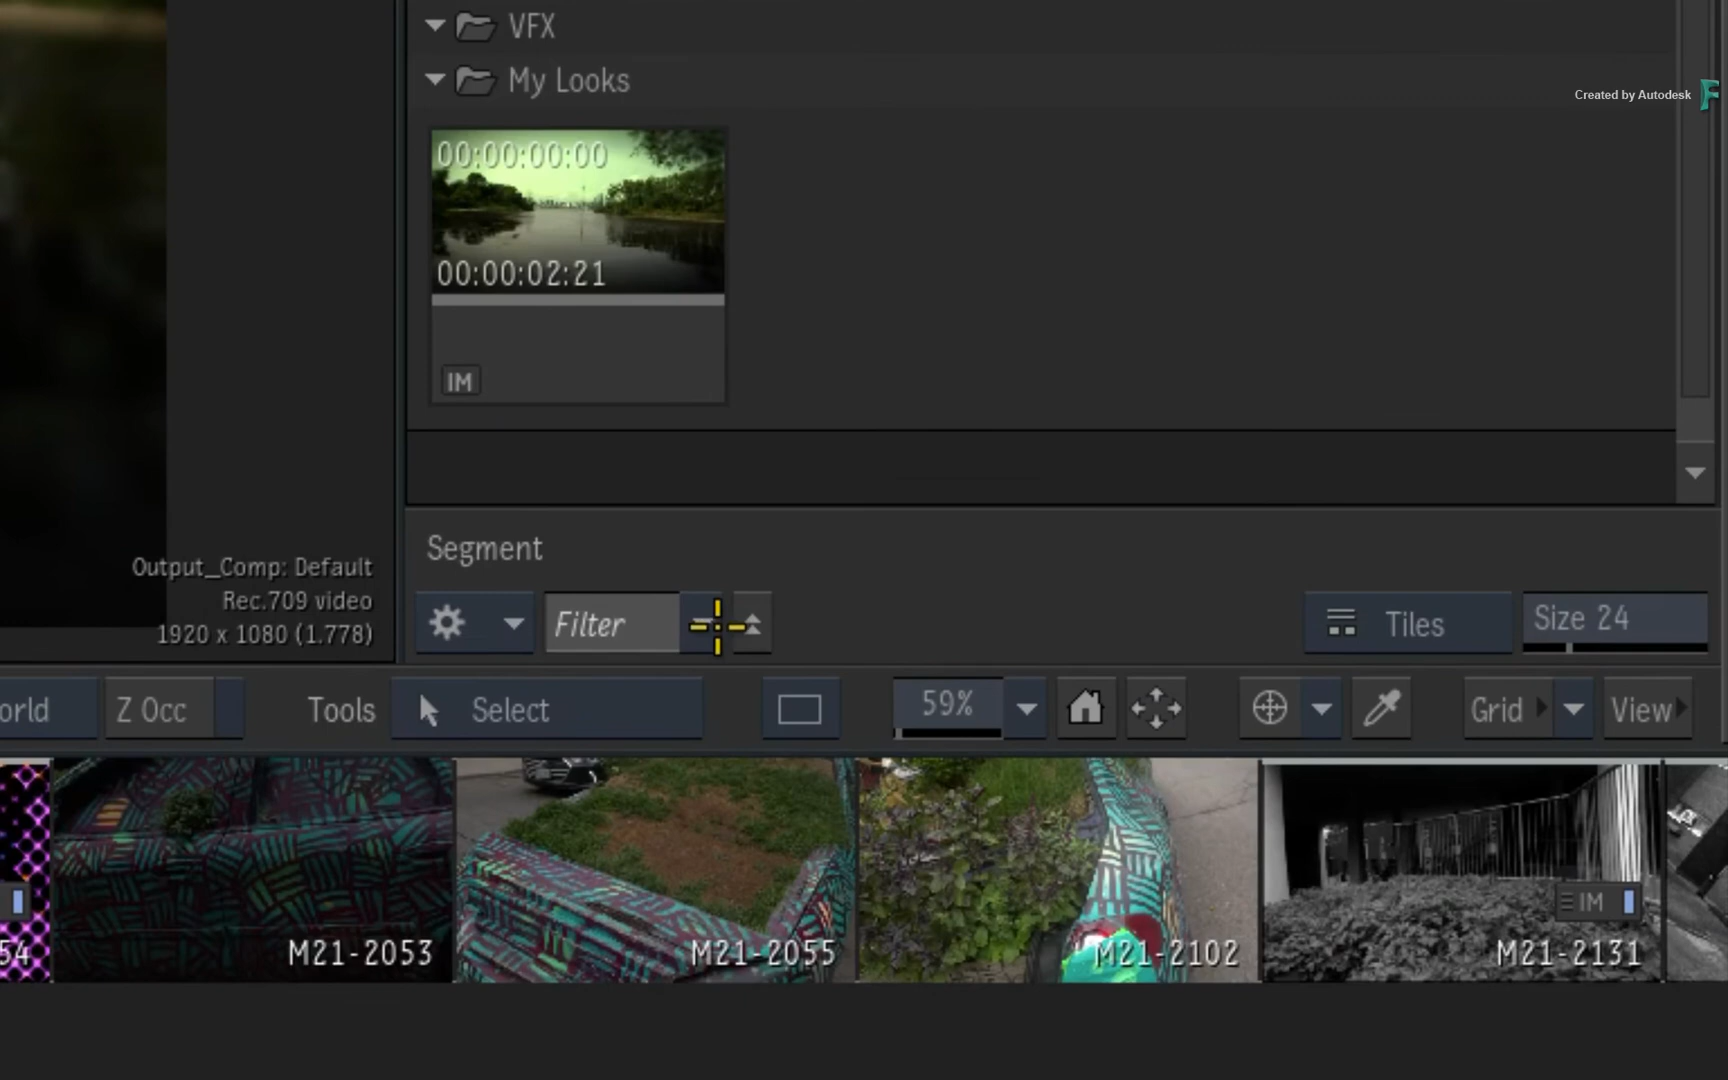 VFX
My Looks
Created by Autodesk
00:00:00:00
00:00:02:21
IM
Segment
Output_Comp: Default
Rec.709 video
1920 x 1080 (1.778)
Filter
Tiles
Size 24
orld
Z Occ
Tools
Select
59%
Grid
View
IM
54
M21-2053
M21-2055
M21-2102
M21-2131